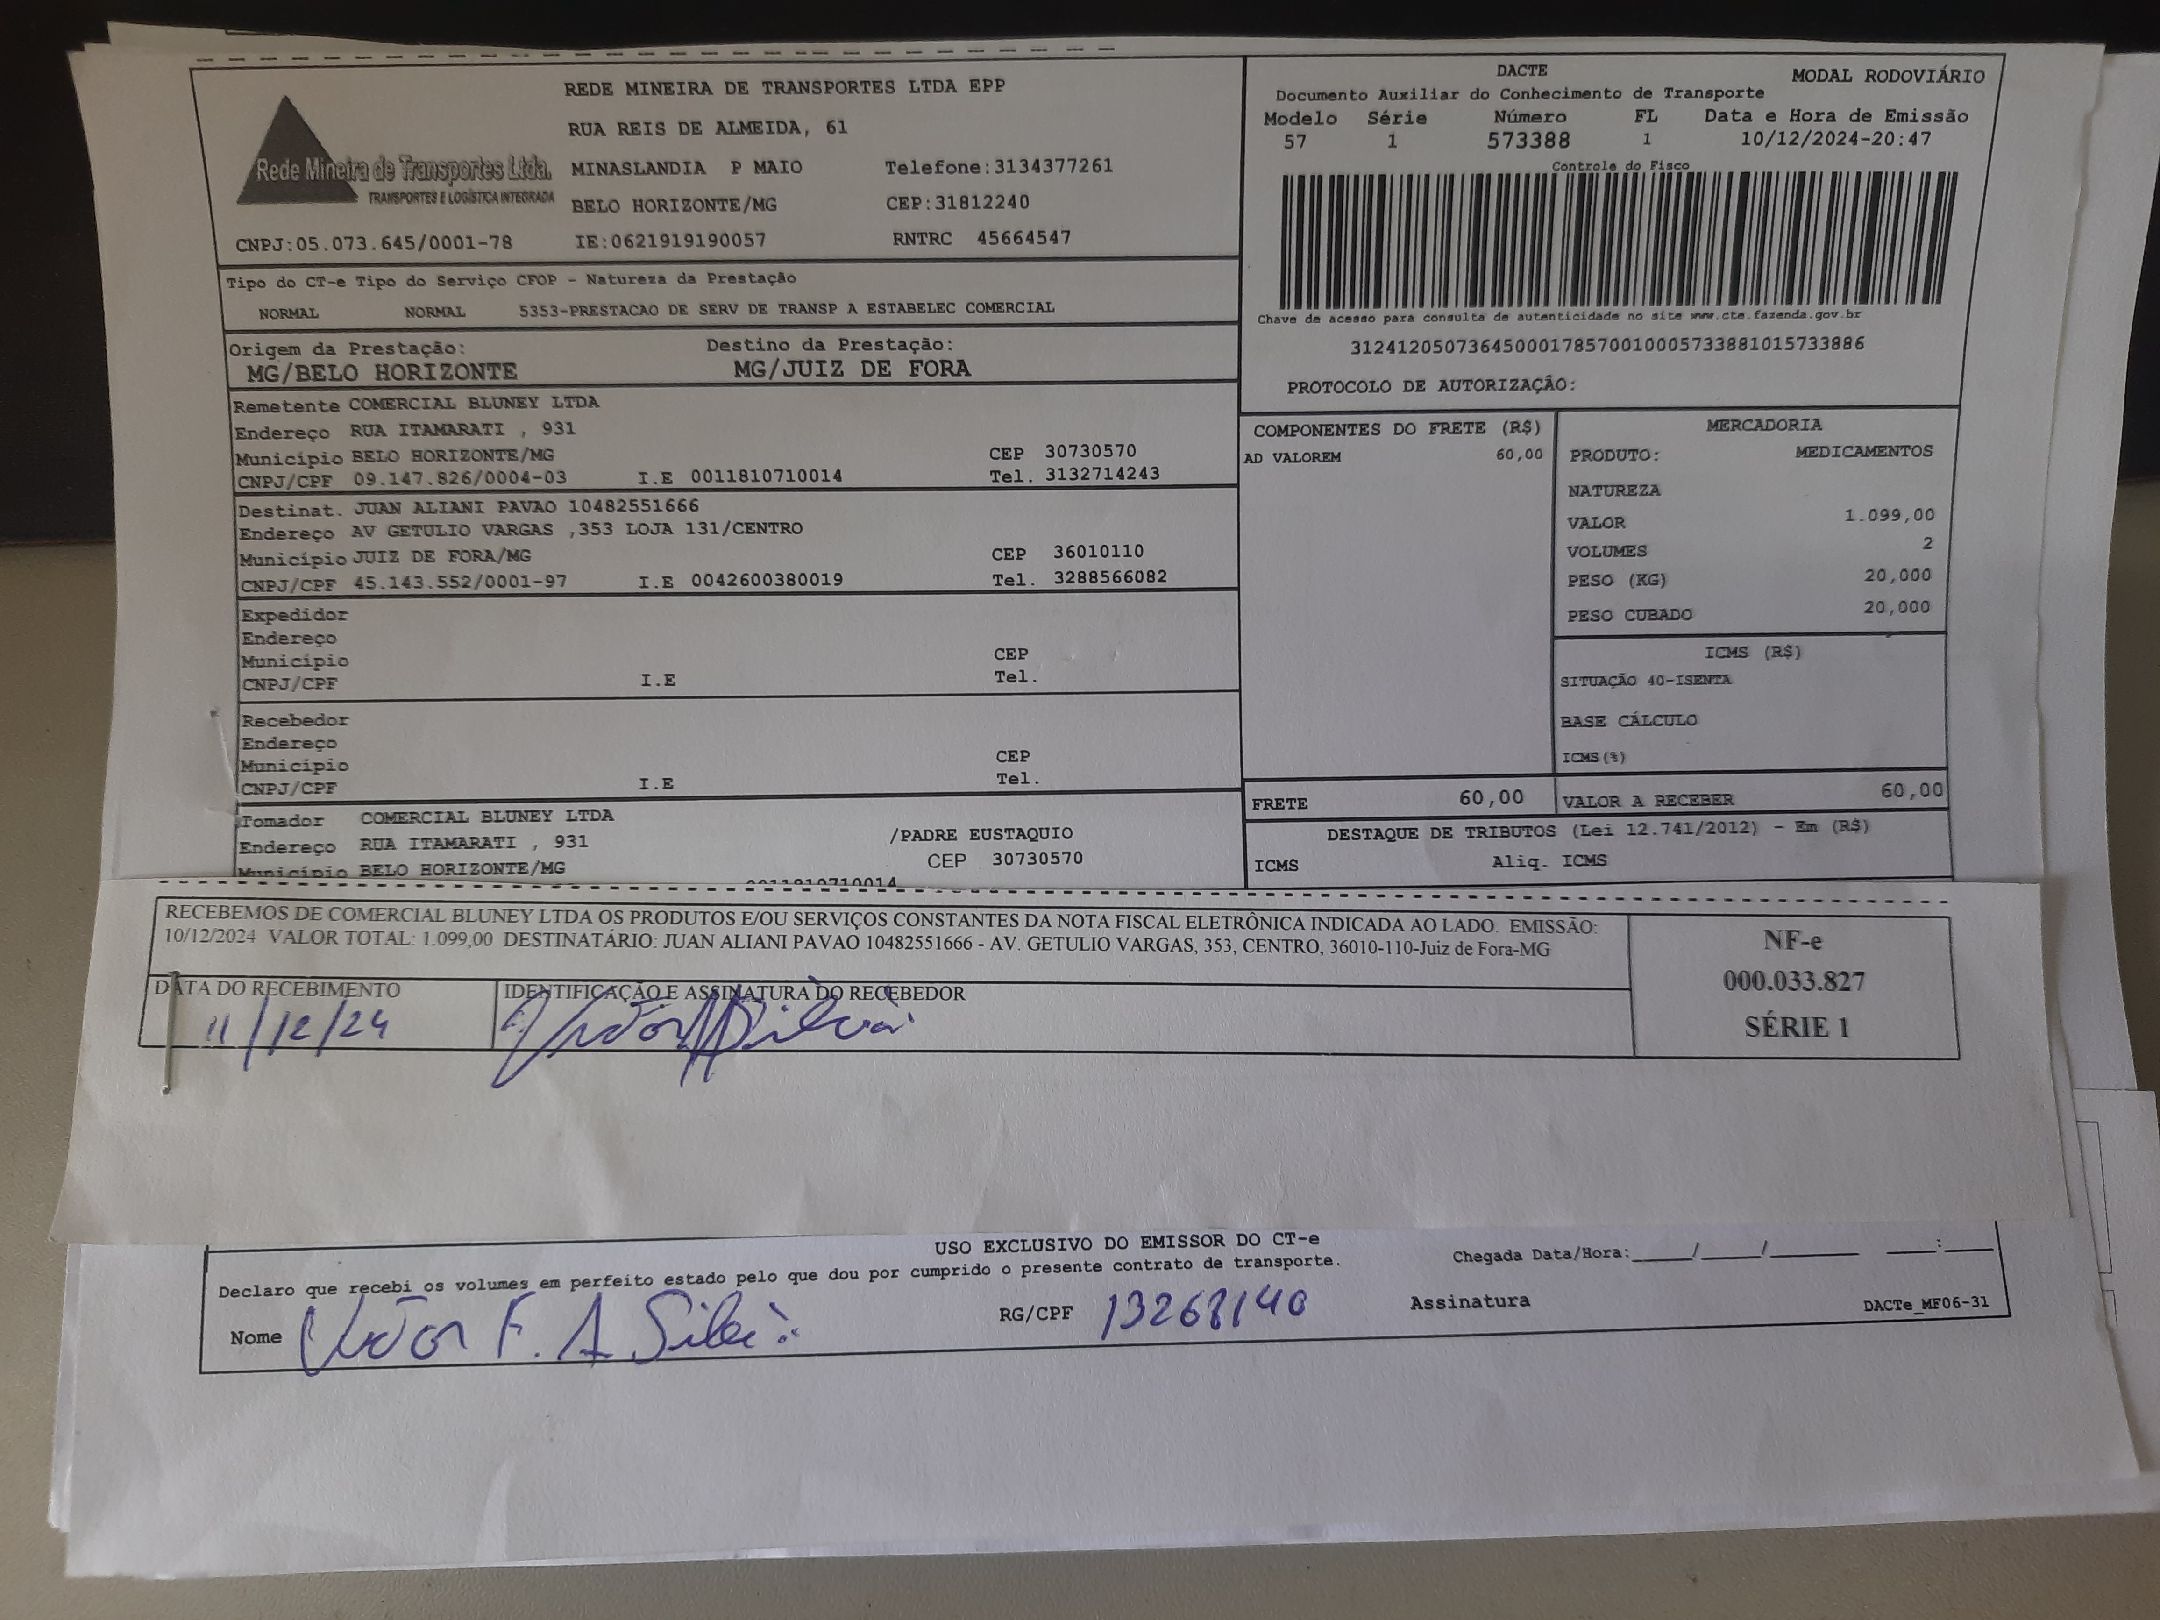 REDE MINEIRA DE TRANSPORTES LTDA EPP
RUA REIS DE ALMEIDA, 61
Rede Mineira de Transportes Ltda.
TRANSPORTES E LOGÍSTICA INTEGRADA
MINASLANDIA P MAIO Telefone:3134377261
BELO HORIZONTE/MG CEP:31812240
CNPJ:05.073.645/0001-78 IE:0621919190057 RNTRC 45664547
DACTE MODAL RODOVIÁRIO
Documento Auxiliar do Conhecimento de Transporte
Modelo Série Número FL Data e Hora de Emissão
57 1 573388 1 10/12/2024-20:47
Controle do Fisco
Chave de acesso para consulta de autenticidade no site www.cte.fazenda.gov.br
31241205073645000178570010005733881015733886
PROTOCOLO DE AUTORIZAÇÃO:
Tipo do CT-e Tipo do Serviço CFOP - Natureza da Prestação
NORMAL NORMAL 5353-PRESTACAO DE SERV DE TRANSP A ESTABELEC COMERCIAL
Origem da Prestação: Destino da Prestação:
MG/BELO HORIZONTE MG/JUIZ DE FORA
Remetente COMERCIAL BLUNEY LTDA
Endereço RUA ITAMARATI , 931
Município BELO HORIZONTE/MG CEP 30730570
CNPJ/CPF 09.147.826/0004-03 I.E 0011810710014 Tel. 3132714243
Destinat. JUAN ALIANI PAVAO 10482551666
Endereço AV GETULIO VARGAS ,353 LOJA 131/CENTRO
Município JUIZ DE FORA/MG CEP 36010110
CNPJ/CPF 45.143.552/0001-97 I.E 0042600380019 Tel. 3288566082
Expedidor
Endereço
Município CEP
CNPJ/CPF I.E Tel.
Recebedor
Endereço
Município CEP
CNPJ/CPF I.E Tel.
Tomador COMERCIAL BLUNEY LTDA
Endereço RUA ITAMARATI , 931 /PADRE EUSTAQUIO
Município BELO HORIZONTE/MG CEP 30730570
0011810710014
COMPONENTES DO FRETE (R$)
AD VALOREM 60,00
MERCADORIA
PRODUTO: MEDICAMENTOS
NATUREZA
VALOR 1.099,00
VOLUMES 2
PESO (KG) 20,000
PESO CUBADO 20,000
ICMS (R$)
SITUAÇÃO 40-ISENTA
BASE CÁLCULO
ICMS(%)
FRETE 60,00 VALOR A RECEBER 60,00
DESTAQUE DE TRIBUTOS (Lei 12.741/2012) - Em (R$)
ICMS Aliq. ICMS
RECEBEMOS DE COMERCIAL BLUNEY LTDA OS PRODUTOS E/OU SERVIÇOS CONSTANTES DA NOTA FISCAL ELETRÔNICA INDICADA AO LADO. EMISSÃO:
10/12/2024 VALOR TOTAL: 1.099,00 DESTINATÁRIO: JUAN ALIANI PAVAO 10482551666 - AV. GETULIO VARGAS, 353, CENTRO, 36010-110-Juiz de Fora-MG
DATA DO RECEBIMENTO IDENTIFICAÇÃO E ASSINATURA DO RECEBEDOR
11/12/24
NF-e
000.033.827
SÉRIE 1
USO EXCLUSIVO DO EMISSOR DO CT-e
Chegada Data/Hora:____/____/______ ___:___
Declaro que recebi os volumes em perfeito estado pelo que dou por cumprido o presente contrato de transporte.
Nome F. A RG/CPF 13268140 Assinatura DACTe_MF06-31